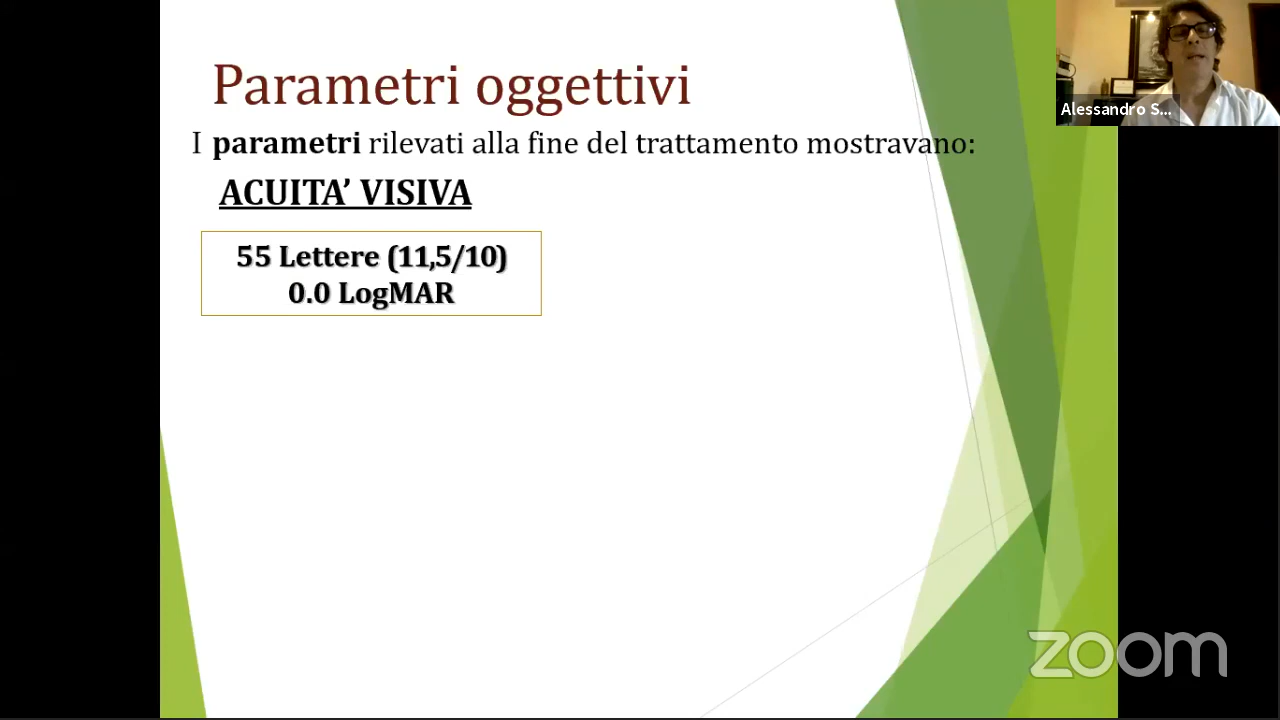 Parametri oggettivi
I parametri rilevati alla fine del trattamento mostravano:
ACUITA’ VISIVA
55 Lettere (11,5/10)
0.0 LogMAR
Alessandro S...
zoom